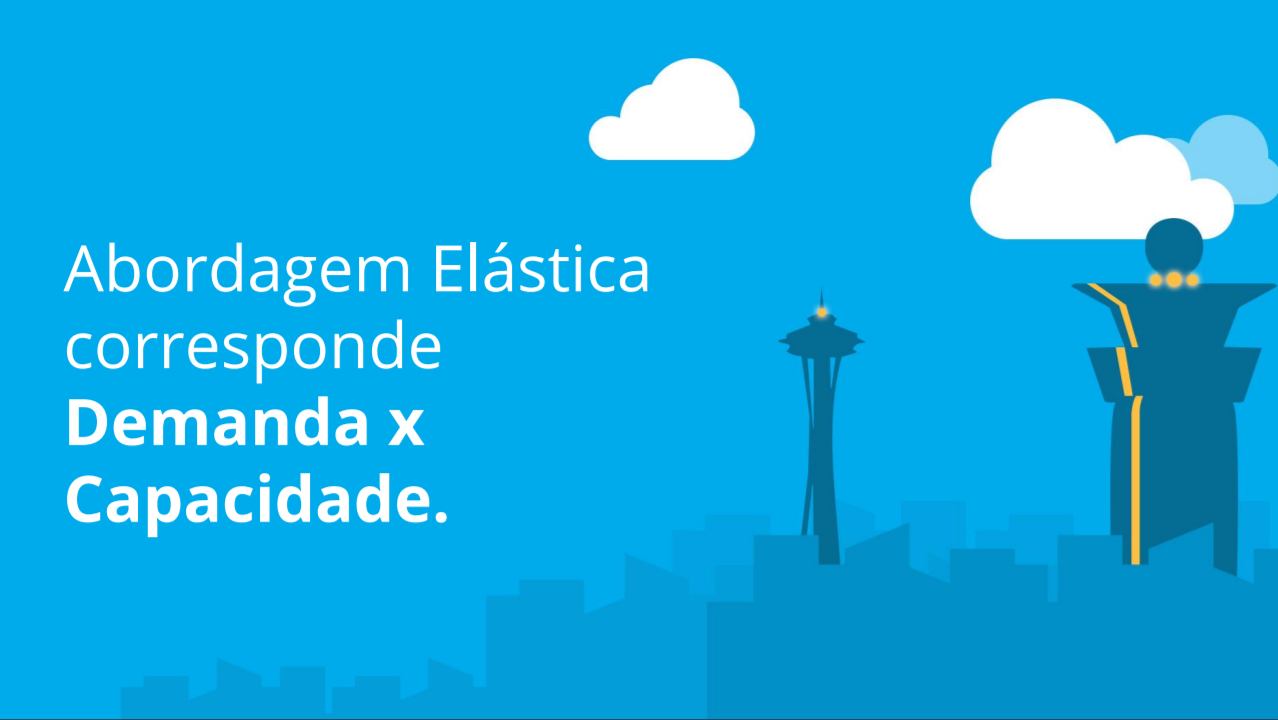 Abordagem Elástica
corresponde
Demanda x
Capacidade.